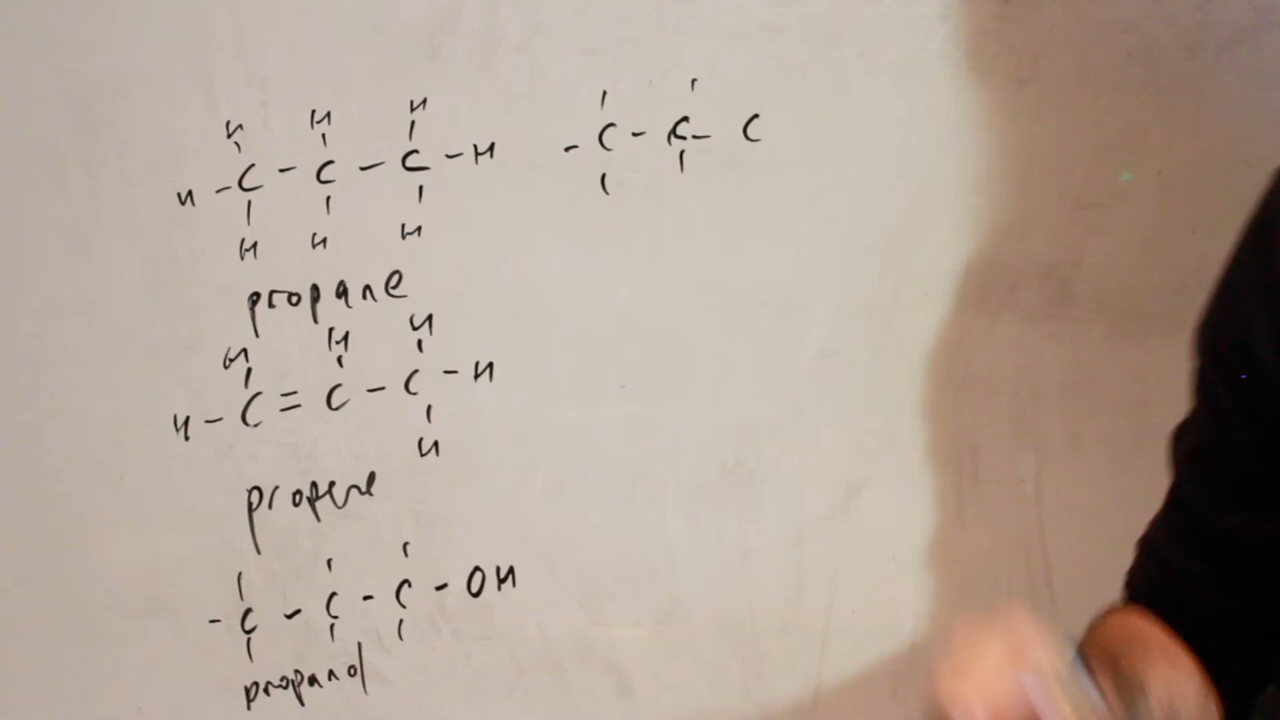 H H H
H - C - C - C - H
H H H
propane
- C - C - C
H H H
H - C = C - C - H
H
propene
- C - C - C - OH
propanol